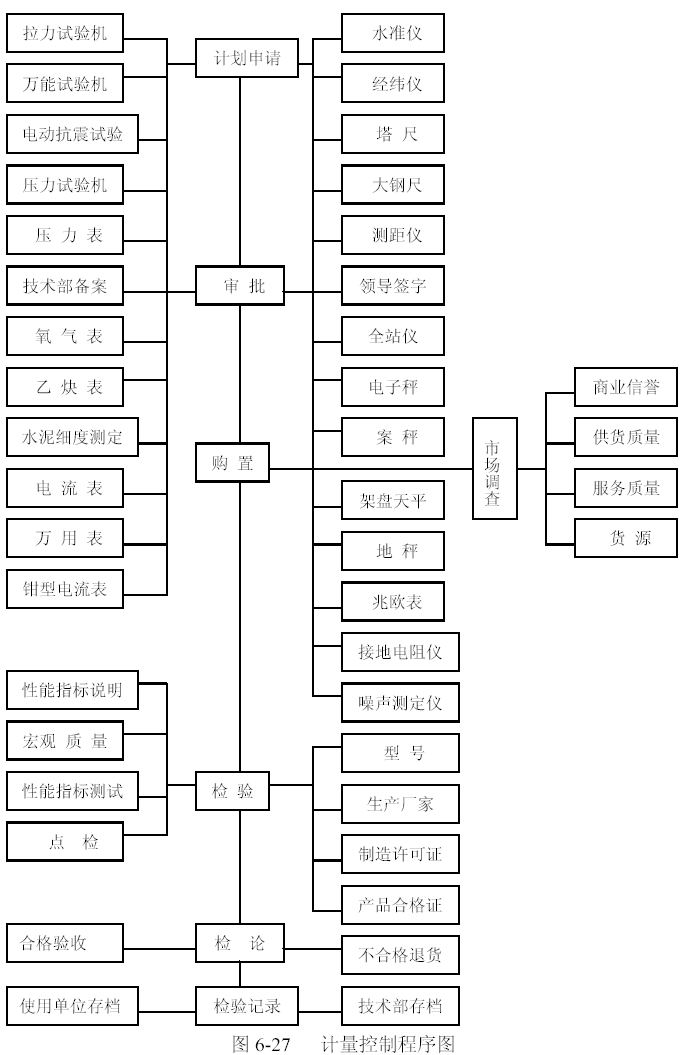 拉力试验机
水准仪
计划申请
万能试验机
经纬仪
电动抗震试验
塔 尺
压力试验机
大钢尺
压 力 表
测距仪
技术部备案
审 批
领导签字
氧 气 表
全站仪
乙 炔 表
电子秤
商业信誉
水泥细度测定
案 秤
供货质量
购 置
市场调查
电 流 表
架盘天平
服务质量
万 用 表
地 秤
货 源
钳型电流表
兆欧表
接地电阻仪
性能指标说明
噪声测定仪
宏观 质 量
型 号
性能指标测试
检 验
生产厂家
点 检
制造许可证
产品合格证
合格验收
检 论
不合格退货
使用单位存档
检验记录
技术部存档
图 6-27 计量控制程序图